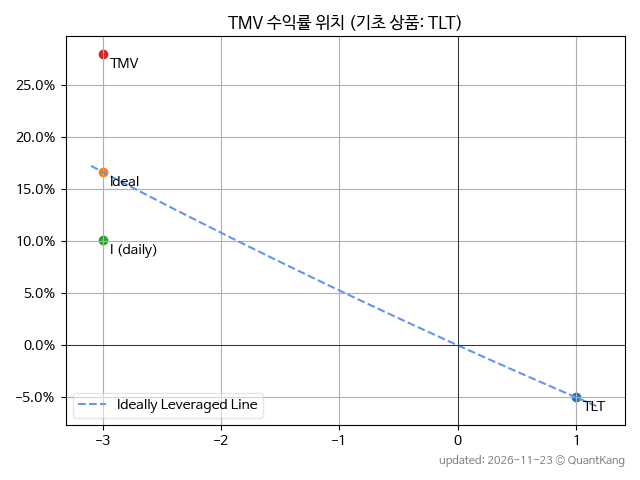 TMV 수익률 위치 (기초 상품: TLT)
TMV
25.0%
20.0%
Ideal
15.0%
I (daily)
10.0%
5.0%
0.0%
-5.0%
TLT
Ideally Leveraged Line
-3
-2
-1
0
1
updated: 2026-11-23 © QuantKang